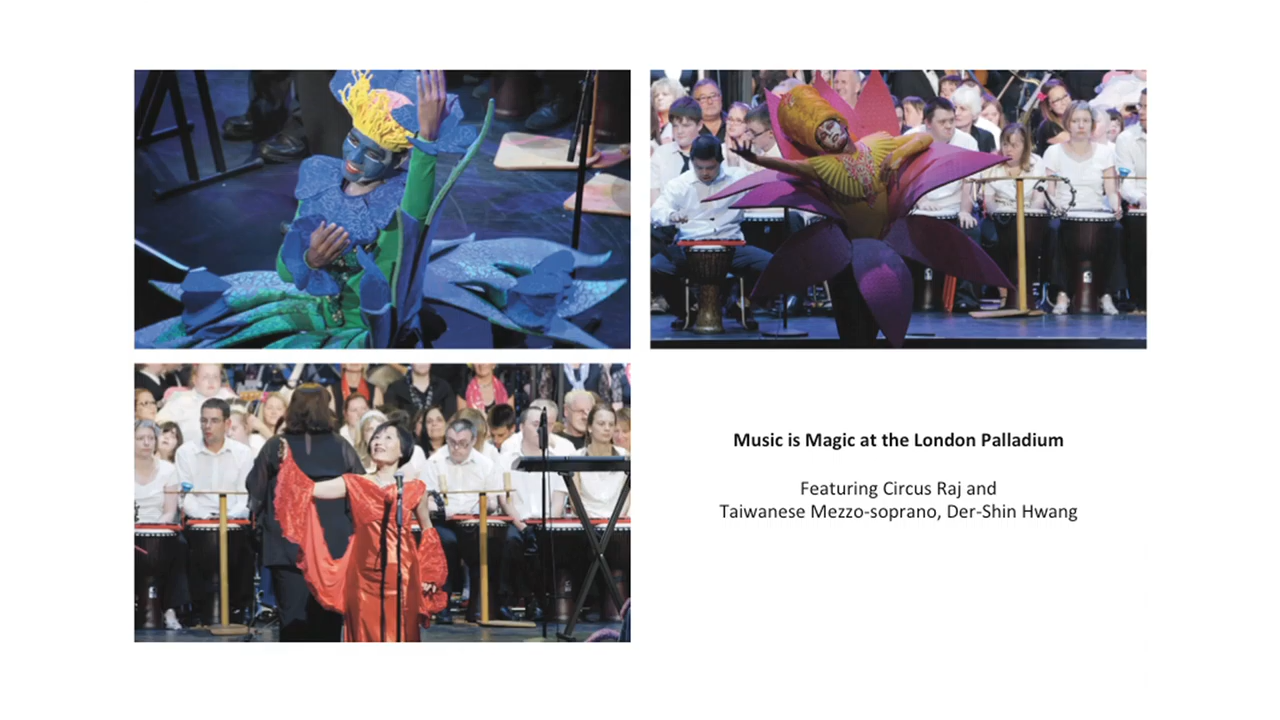 Music is Magic at the London Palladium
Featuring Circus Raj and
Taiwanese Mezzo-soprano, Der-Shin Hwang